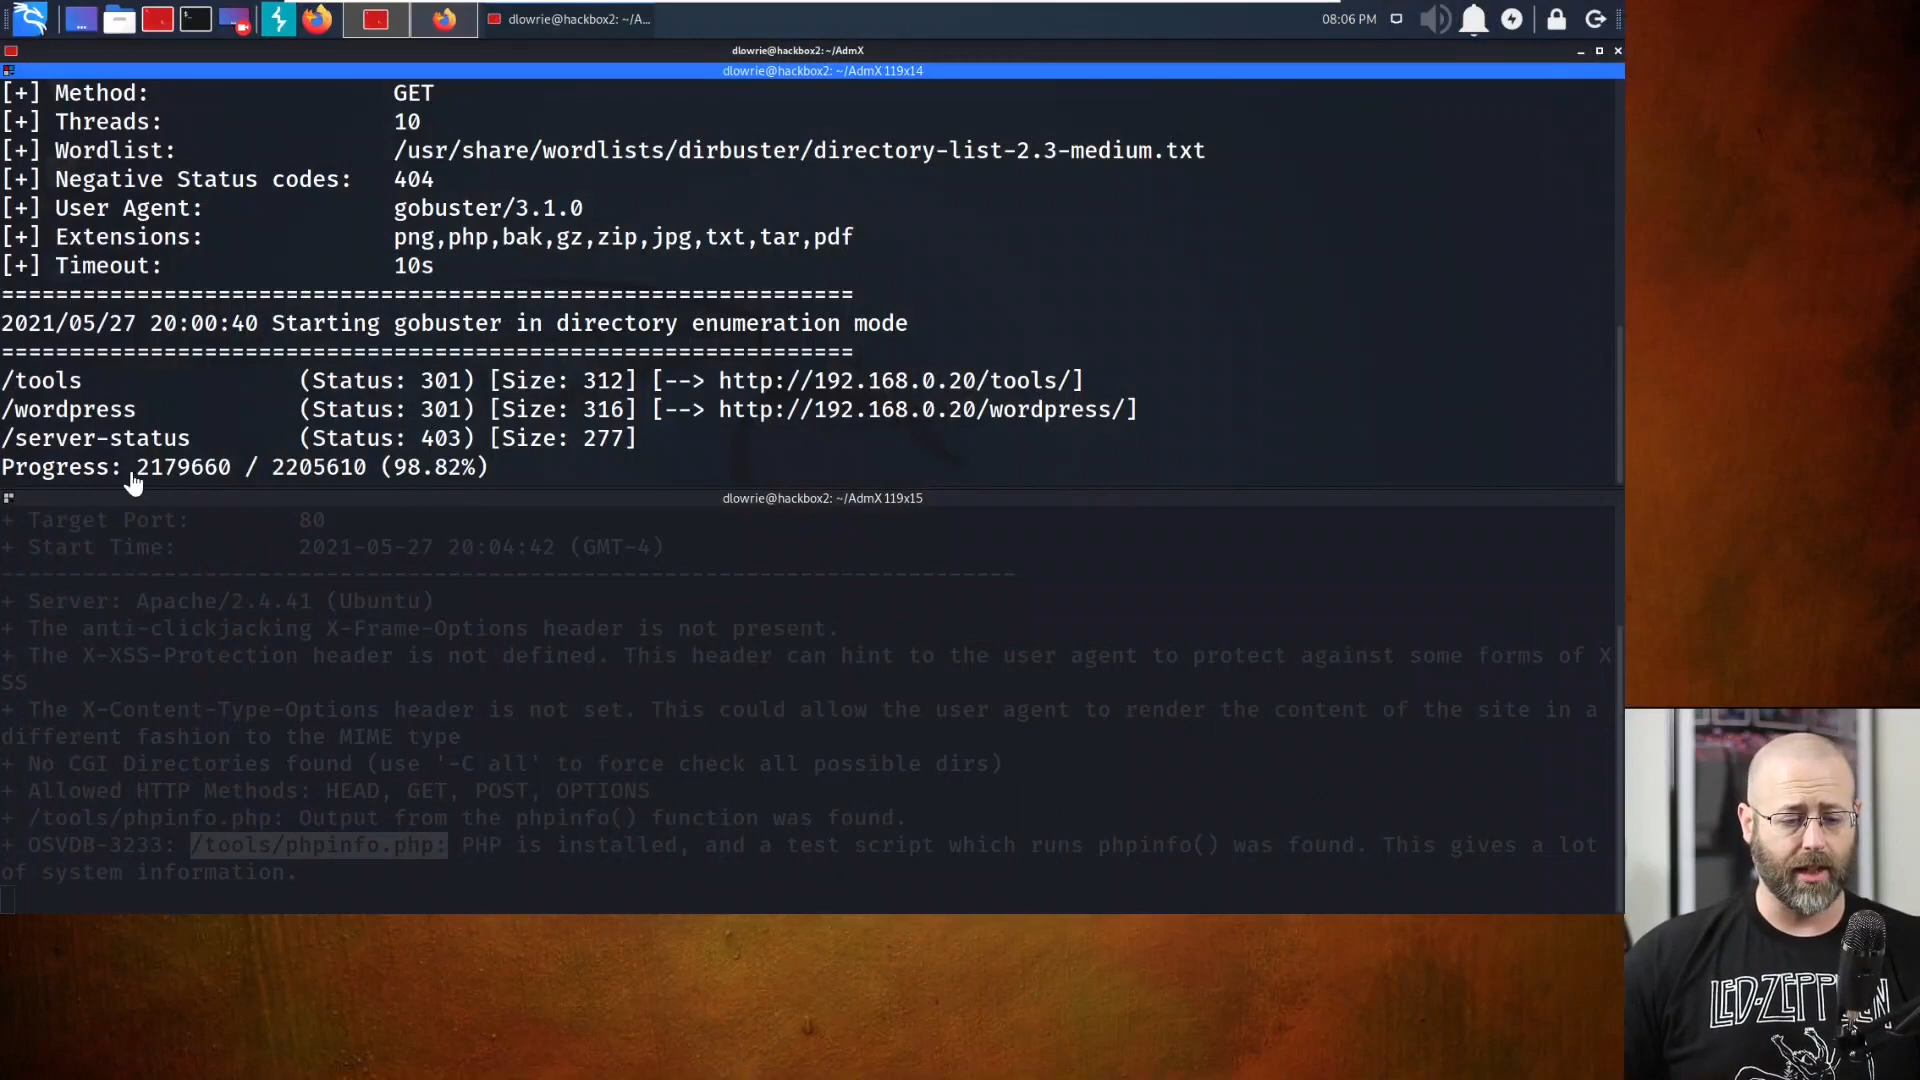 dlowrie@hackbox2: ~/A...
08:06 PM
dlowrie@hackbox2: ~/AdmX
dlowrie@hackbox2: ~/AdmX 119x14
[+] Method: GET
[+] Threads: 10
[+] Wordlist: /usr/share/wordlists/dirbuster/directory-list-2.3-medium.txt
[+] Negative Status codes: 404
[+] User Agent: gobuster/3.1.0
[+] Extensions: png,php,bak,gz,zip,jpg,txt,tar,pdf
[+] Timeout: 10s
===============================================================
2021/05/27 20:00:40 Starting gobuster in directory enumeration mode
===============================================================
/tools (Status: 301) [Size: 312] [--> http://192.168.0.20/tools/]
/wordpress (Status: 301) [Size: 316] [--> http://192.168.0.20/wordpress/]
/server-status (Status: 403) [Size: 277]
Progress: 2179660 / 2205610 (98.82%)
dlowrie@hackbox2: ~/AdmX 119x15
+ Target Port: 80
+ Start Time: 2021-05-27 20:04:42 (GMT-4)
---------------------------------------------------------------------------
+ Server: Apache/2.4.41 (Ubuntu)
+ The anti-clickjacking X-Frame-Options header is not present.
+ The X-XSS-Protection header is not defined. This header can hint to the user agent to protect against some forms of X
SS
+ The X-Content-Type-Options header is not set. This could allow the user agent to render the content of the site in a
different fashion to the MIME type
+ No CGI Directories found (use '-C all' to force check all possible dirs)
+ Allowed HTTP Methods: HEAD, GET, POST, OPTIONS
+ /tools/phpinfo.php: Output from the phpinfo() function was found.
+ OSVDB-3233: /tools/phpinfo.php: PHP is installed, and a test script which runs phpinfo() was found. This gives a lot
of system information.
LED-ZEPPELIN